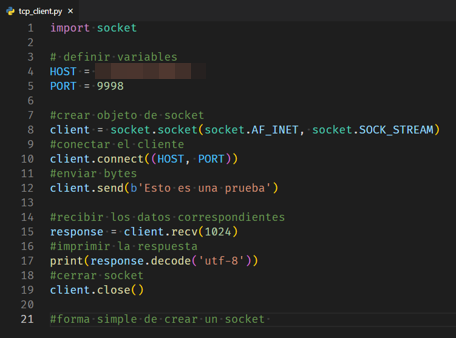 tcp_client.py ×
1 import socket
2
3 # definir variables
4 HOST =
5 PORT = 9998
6
7 #crear objeto de socket
8 client = socket.socket(socket.AF_INET, socket.SOCK_STREAM)
9 #conectar el cliente
10 client.connect((HOST, PORT))
11 #enviar bytes
12 client.send(b'Esto es una prueba')
13
14 #recibir los datos correspondientes
15 response = client.recv(1024)
16 #imprimir la respuesta
17 print(response.decode('utf-8'))
18 #cerrar socket
19 client.close()
20
21 #forma simple de crear un socket